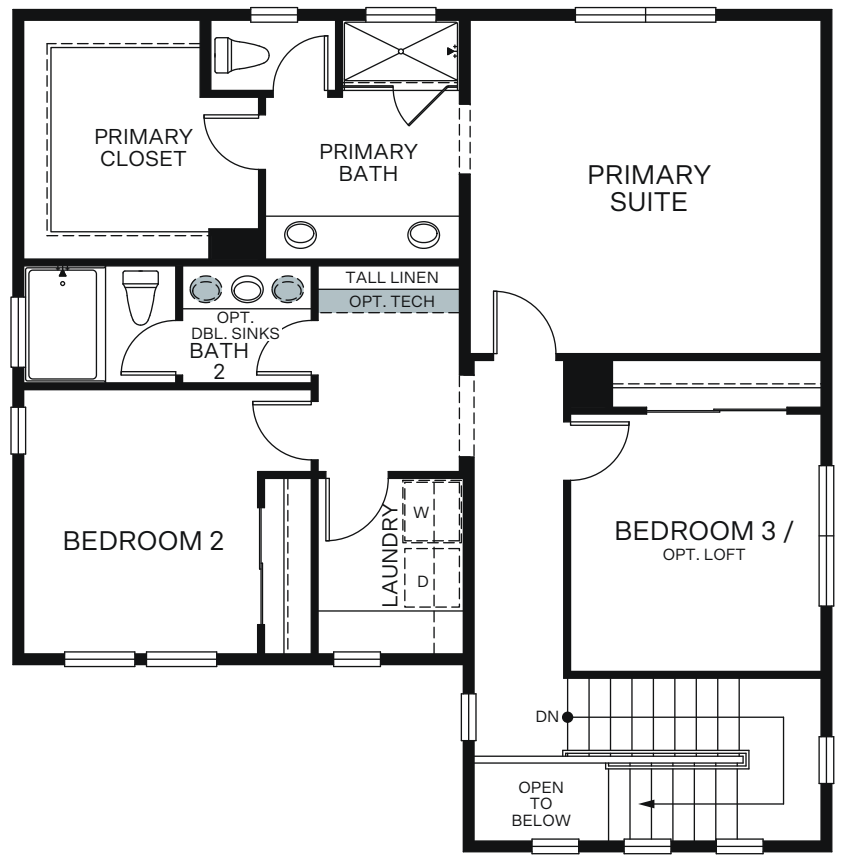 PRIMARY
CLOSET
PRIMARY
BATH
PRIMARY
SUITE
TALL LINEN
OPT. TECH
OPT.
DBL. SINKS
BATH
2
BEDROOM 2
LAUNDRY
W
D
BEDROOM 3 /
OPT. LOFT
DN
OPEN
TO
BELOW